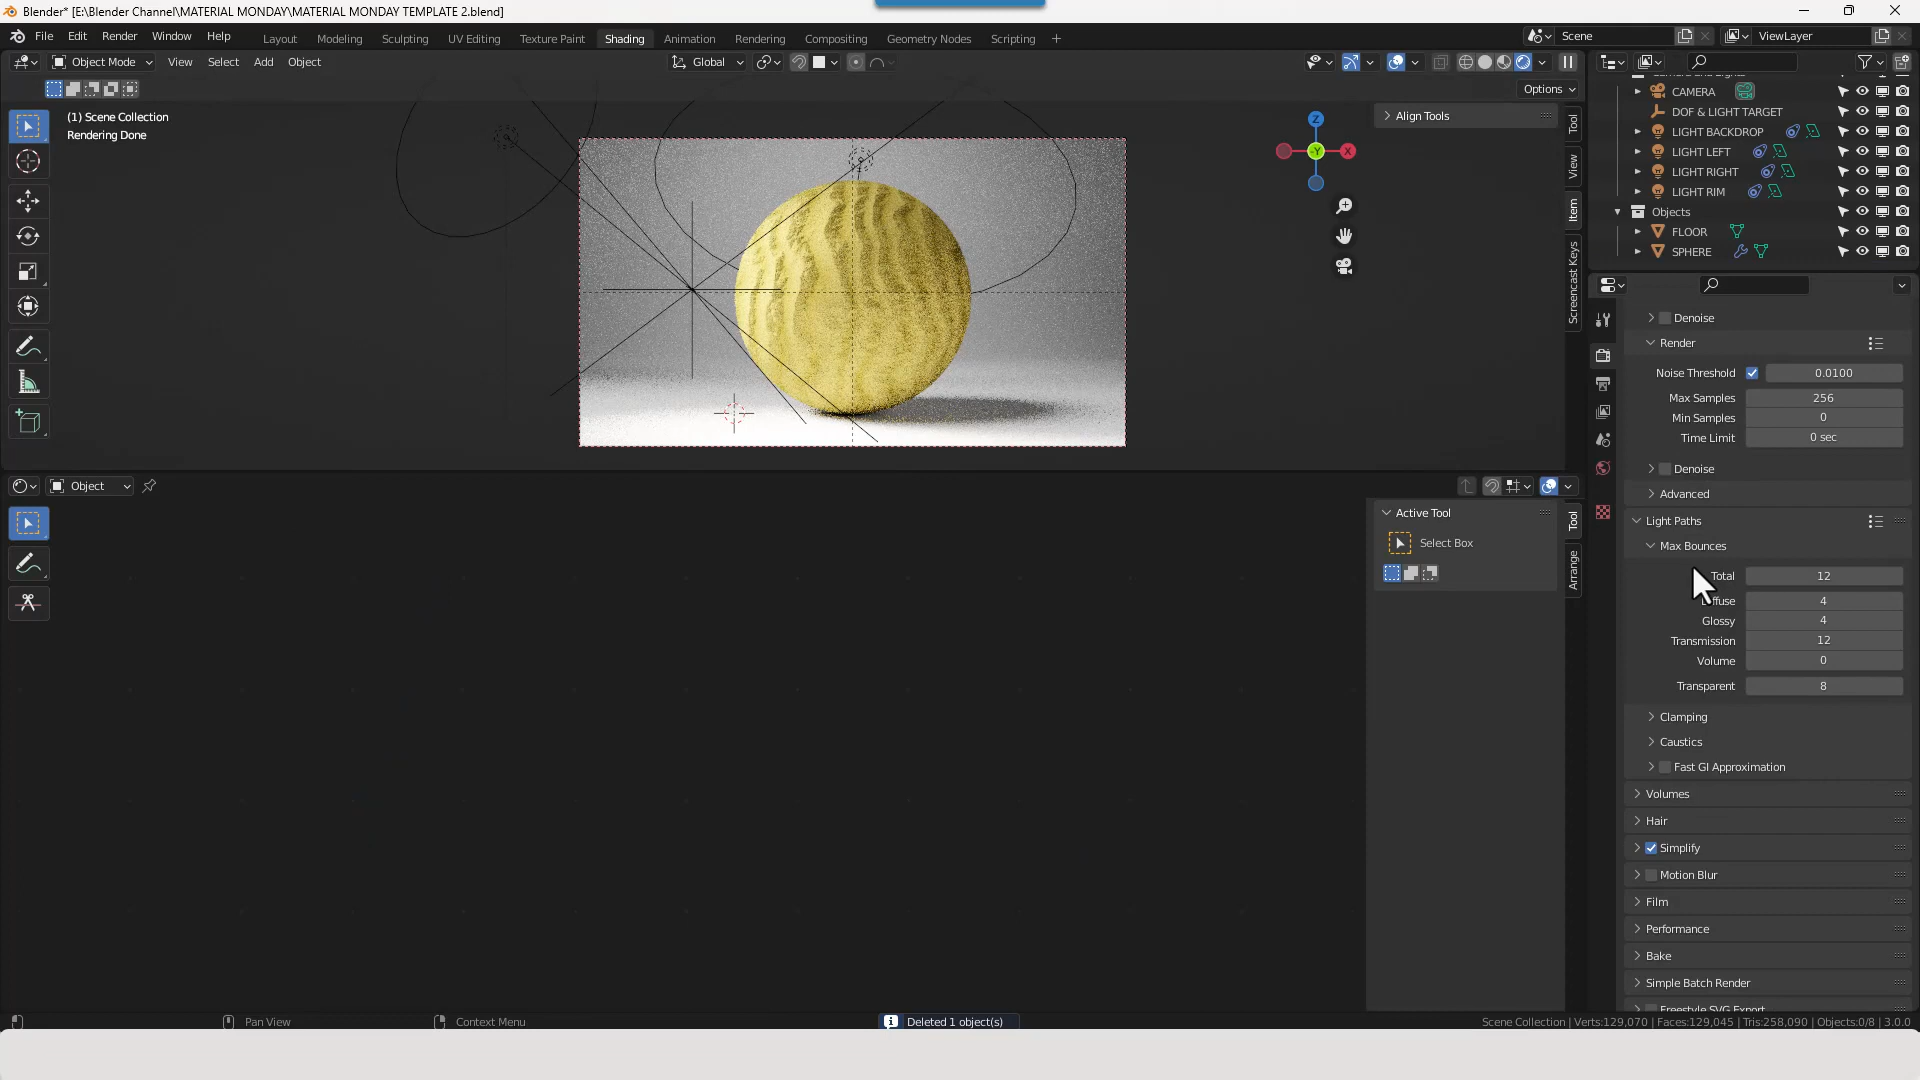 Blender* [E:\Blender Channel\MATERIAL MONDAY\MATERIAL MONDAY TEMPLATE 2.blend]
File Edit Render Window Help
Layout Modeling Sculpting UV Editing Texture Paint Shading Animation Rendering Compositing Geometry Nodes Scripting +
Scene
ViewLayer
Object Mode View Select Add Object
Global
Options
(1) Scene Collection
Rendering Done
Align Tools
Z
Y
X
Tool
View
Item
Screencast Keys
CAMERA
DOF & LIGHT TARGET
LIGHT BACKDROP
LIGHT LEFT
LIGHT RIGHT
LIGHT RIM
Objects
FLOOR
SPHERE
Denoise
Render
Noise Threshold 0.0100
Max Samples 256
Min Samples 0
Time Limit 0 sec
Denoise
Advanced
Light Paths
Max Bounces
Total 12
4
Glossy 4
Transmission 12
Volume 0
Transparent 8
Clamping
Caustics
Fast GI Approximation
Volumes
Hair
Simplify
Motion Blur
Film
Performance
Bake
Simple Batch Render
Freestyle SVG Export
Object
Active Tool
Select Box
Tool
Arrange
Pan View
Context Menu
Deleted 1 object(s)
Scene Collection | Verts:129,070 | Faces:129,045 | Tris:258,090 | Objects:0/8 | 3.0.0